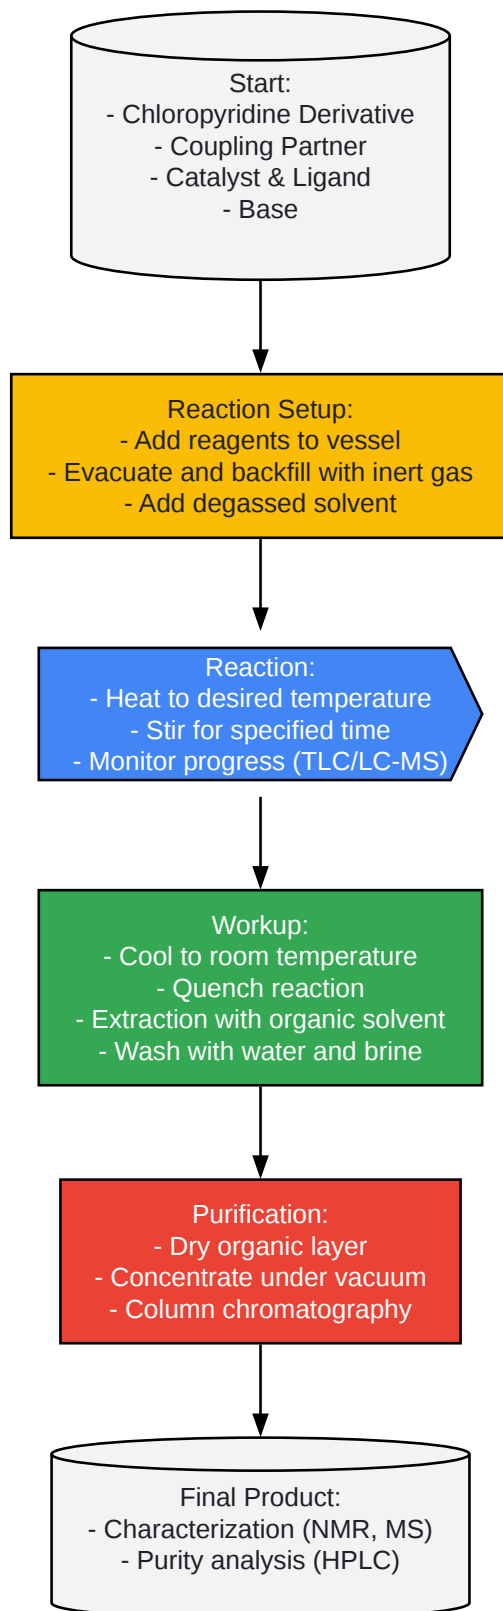 Start:
- Chloropyridine Derivative
- Coupling Partner
- Catalyst & Ligand
- Base
Reaction Setup:
- Add reagents to vessel
- Evacuate and backfill with inert gas
- Add degassed solvent
Reaction:
- Heat to desired temperature
- Stir for specified time
- Monitor progress (TLC/LC-MS)
Workup:
- Cool to room temperature
- Quench reaction
- Extraction with organic solvent
- Wash with water and brine
Purification:
- Dry organic layer
- Concentrate under vacuum
- Column chromatography
Final Product:
- Characterization (NMR, MS)
- Purity analysis (HPLC)